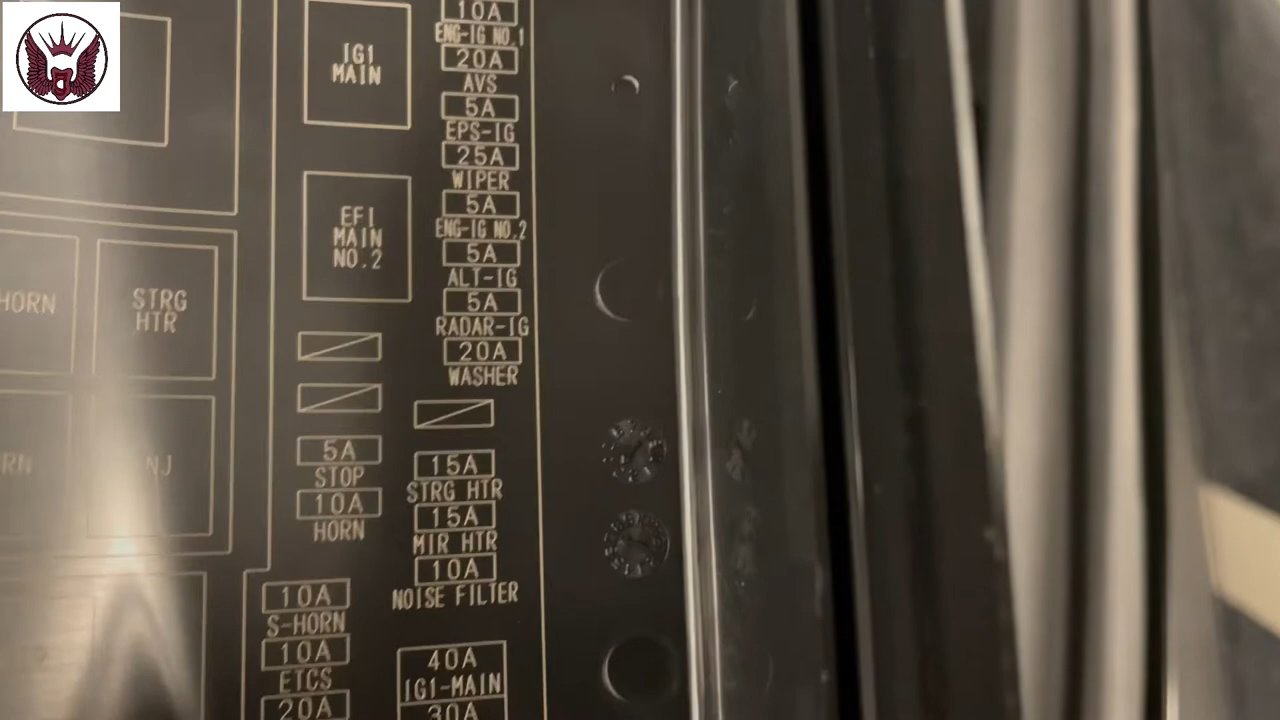 IG1
MAIN
EFI
MAIN
NO.2
HORN
STRG
HTR
5A
STOP
10A
HORN
10A
S-HORN
10A
ETCS
20A
10A
ENG-IG NO.1
20A
AVS
5A
EPS-IG
25A
WIPER
5A
ENG-IG NO.2
5A
ALT-IG
5A
RADAR-IG
20A
WASHER
15A
STRG HTR
15A
MIR HTR
10A
NOISE FILTER
40A
IG1-MAIN
30A